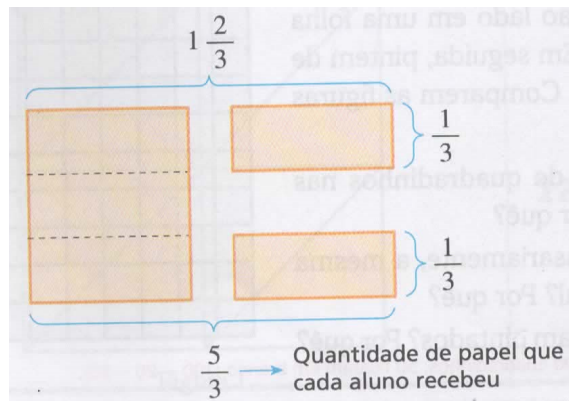 1 2/3
1/3
1/3
5/3 → Quantidade de papel que
cada aluno recebeu